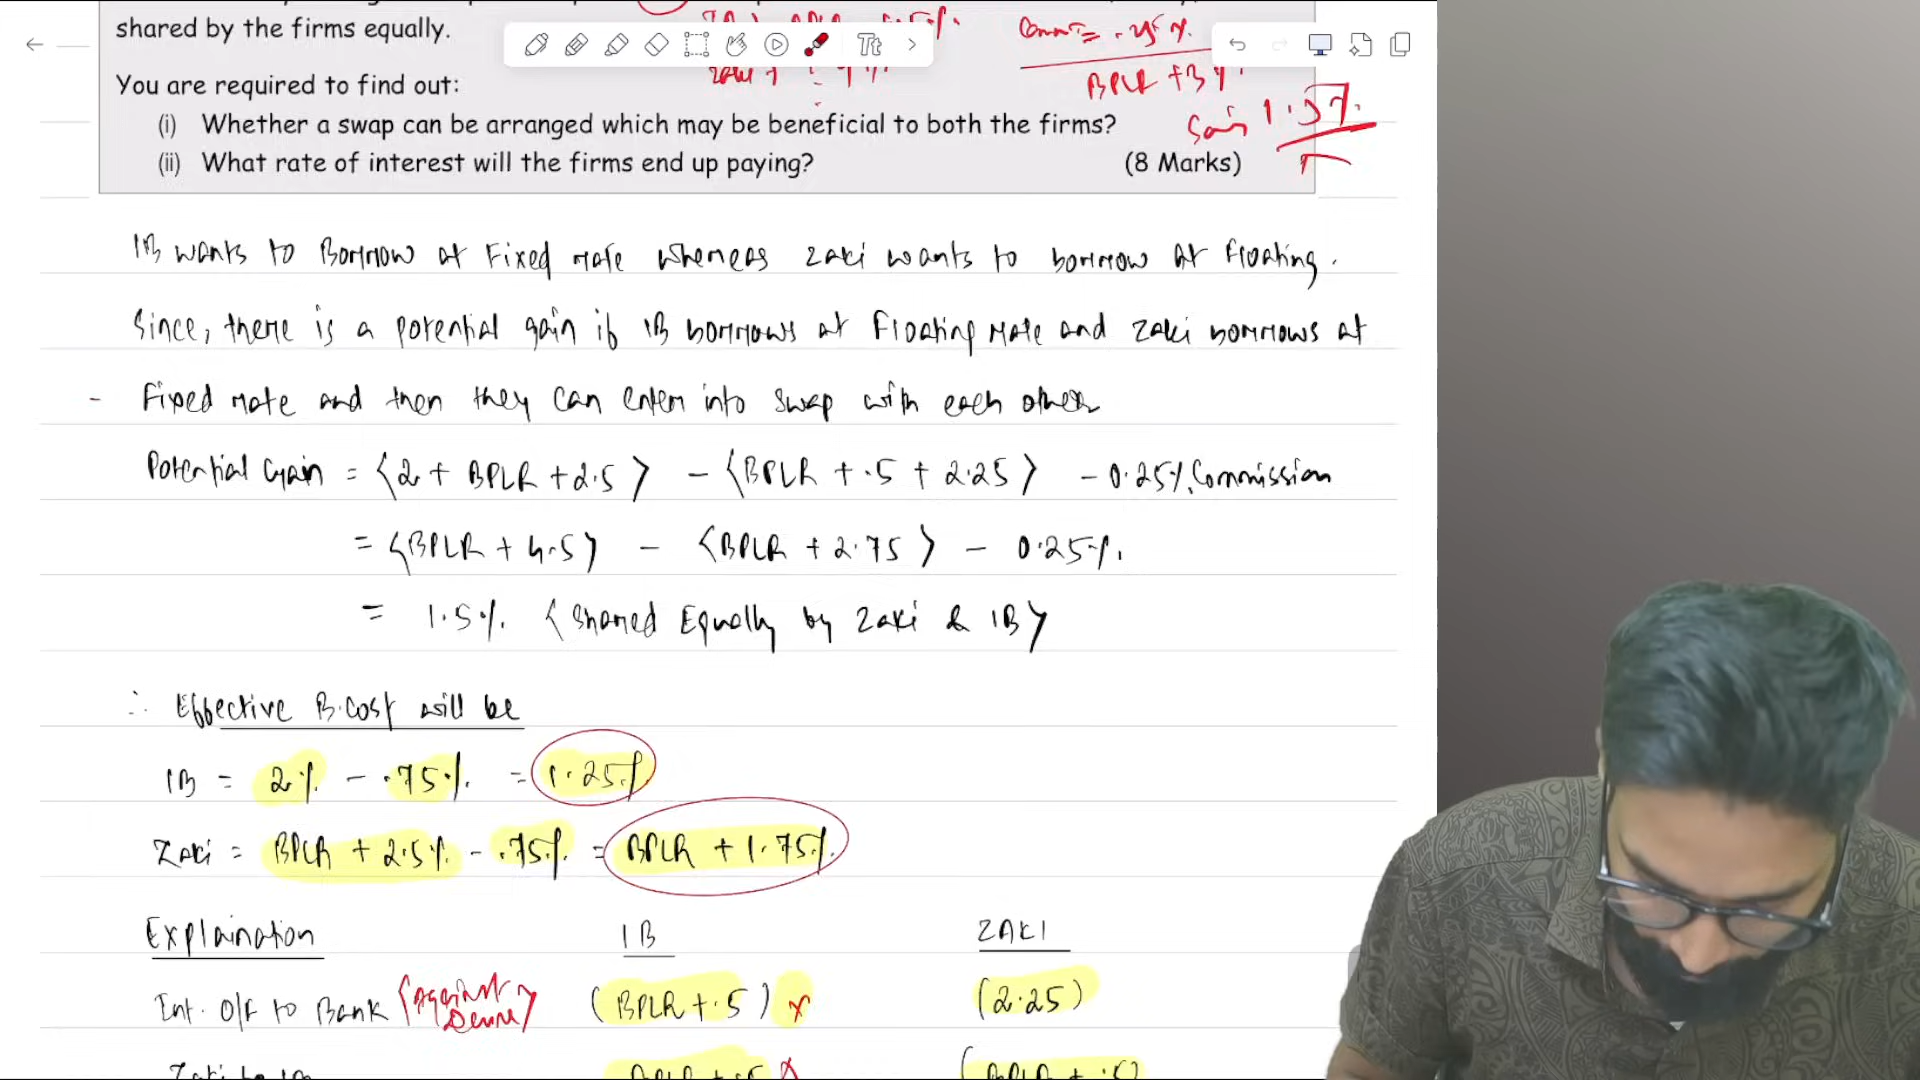 shared by the firms equally.
Comm = .25%
BPLR + 3%
You are required to find out:
(i) Whether a swap can be arranged which may be beneficial to both the firms?
Gain 1.5%
(ii) What rate of interest will the firms end up paying? (8 Marks)
Tt
IB wants to Borrow at Fixed rate whereas Zaki wants to borrow at floating.
Since, there is a potential gain if IB borrows at Floating Rate and Zaki borrows at
- Fixed rate and then they can enter into swap with each other
Potential Gain = (2 + BPLR + 2.5) - (BPLR + .5 + 2.25) - 0.25% Commission
= (BPLR + 4.5) - (BPLR + 2.75) - 0.25%
= 1.5% (Shared Equally by Zaki & IB)
∴ Effective B.Cost will be
IB = 2% - .75% = 1.25%
Zaki = BPLR + 2.5% - .75% = BPLR + 1.75%
Explaination IB ZAKI
Int. O/F to Bank (Against Desire) (BPLR + .5) x (2.25)